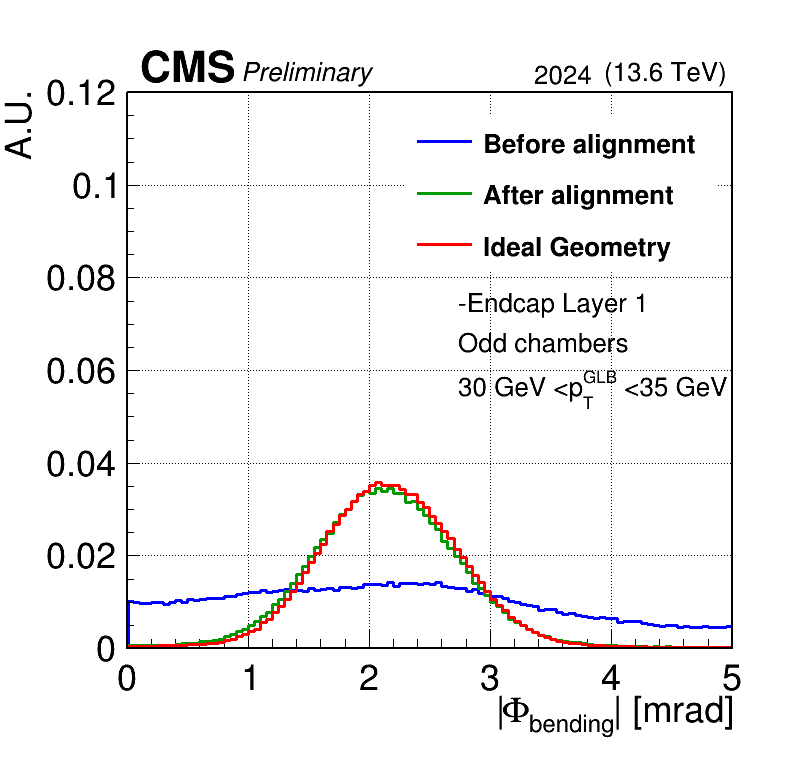 CMS Preliminary 2024 (13.6 TeV)
A.U.
0.12
0.1
0.08
0.06
0.04
0.02
0
Before alignment
After alignment
Ideal Geometry
-Endcap Layer 1
Odd chambers
30 GeV <p_T^GLB <35 GeV
0 1 2 3 4 5
|Φ_bending| [mrad]